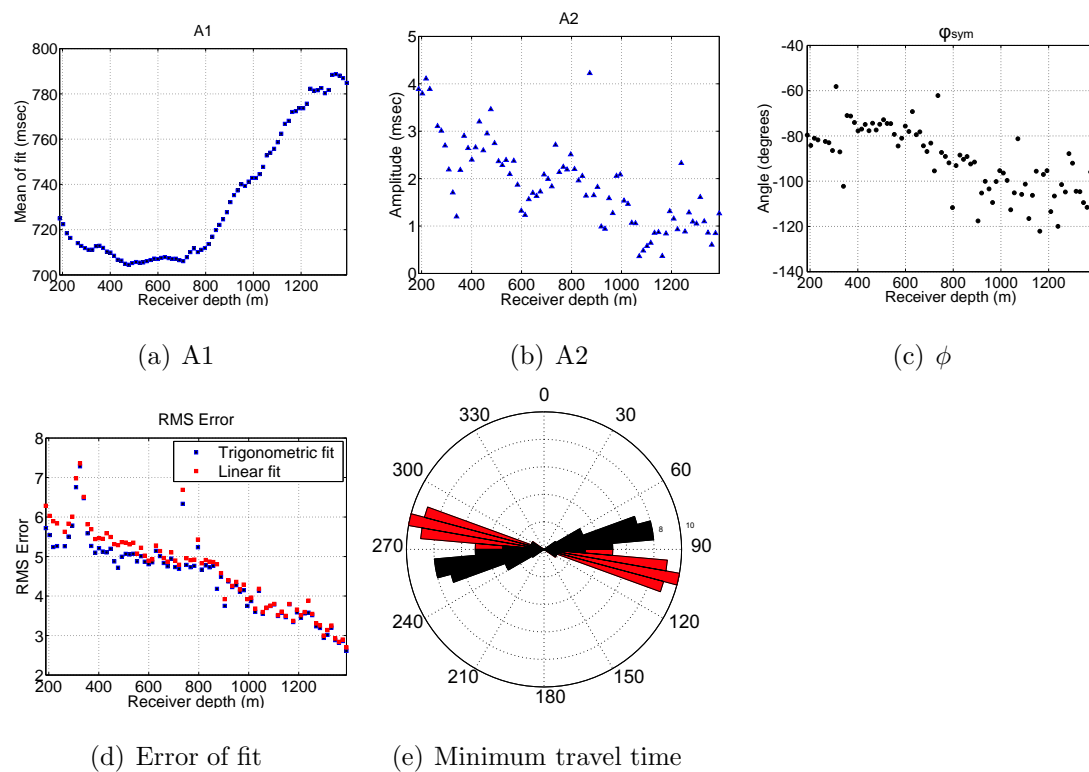 A1
800
780
760
740
720
700
Mean of fit (msec)
200 400 600 800 1000 1200
Receiver depth (m)
(a) A1
A2
5
4
3
2
1
0
Amplitude (msec)
200 400 600 800 1000 1200
Receiver depth (m)
(b) A2
φsym
-40
-60
-80
-100
-120
-140
Angle (degrees)
200 400 600 800 1000 1200
Receiver depth (m)
(c) ϕ
RMS Error
8
7
6
5
4
3
2
RMS Error
Trigonometric fit
Linear fit
200 400 600 800 1000 1200
Receiver depth (m)
(d) Error of fit
0
30
60
90
120
150
180
210
240
270
300
330
8
10
(e) Minimum travel time